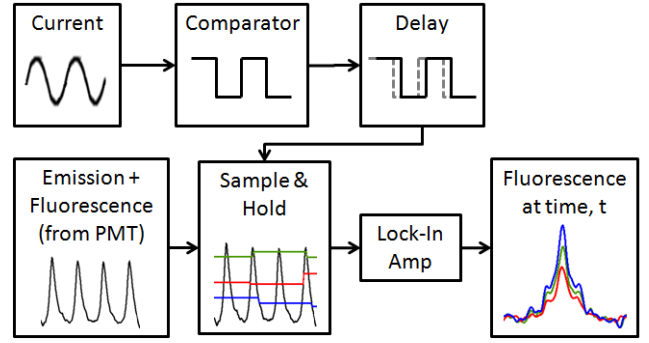 Current
Comparator
Delay
Emission +
Fluorescence
(from PMT)
Sample &
Hold
Lock-In
Amp
Fluorescence
at time, t